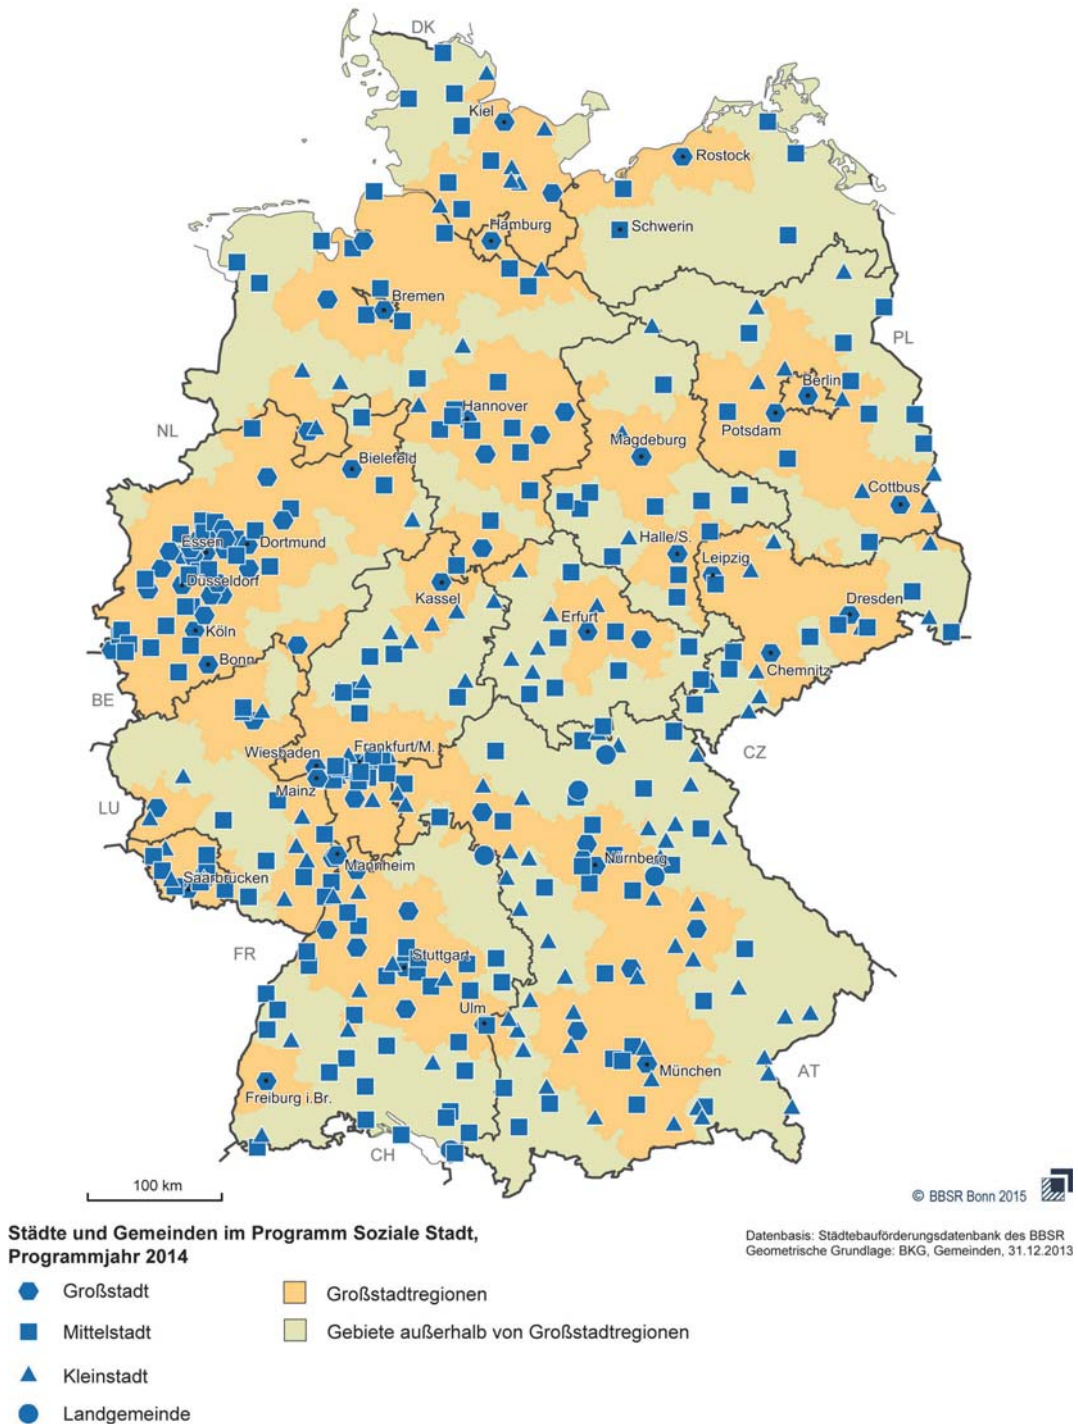 DK
Kiel
Rostock
Hamburg
Schwerin
Bremen
PL
Berlin
NL
Hannover
Potsdam
Magdeburg
Bielefeld
Cottbus
Essen
Dortmund
Halle/S.
Leipzig
Düsseldorf
Kassel
Erfurt
Dresden
Köln
Bonn
Chemnitz
BE
CZ
Wiesbaden
Frankfurt/M.
Mainz
LU
Mannheim
Nürnberg
Saarbrücken
FR
Stuttgart
Ulm
München
AT
Freiburg i.Br.
CH
100 km
© BBSR Bonn 2015
Städte und Gemeinden im Programm Soziale Stadt,
Programmjahr 2014
Datenbasis: Städtebauförderungsdatenbank des BBSR
Geometrische Grundlage: BKG, Gemeinden, 31.12.2013
Großstadt
Großstadtregionen
Mittelstadt
Gebiete außerhalb von Großstadtregionen
Kleinstadt
Landgemeinde